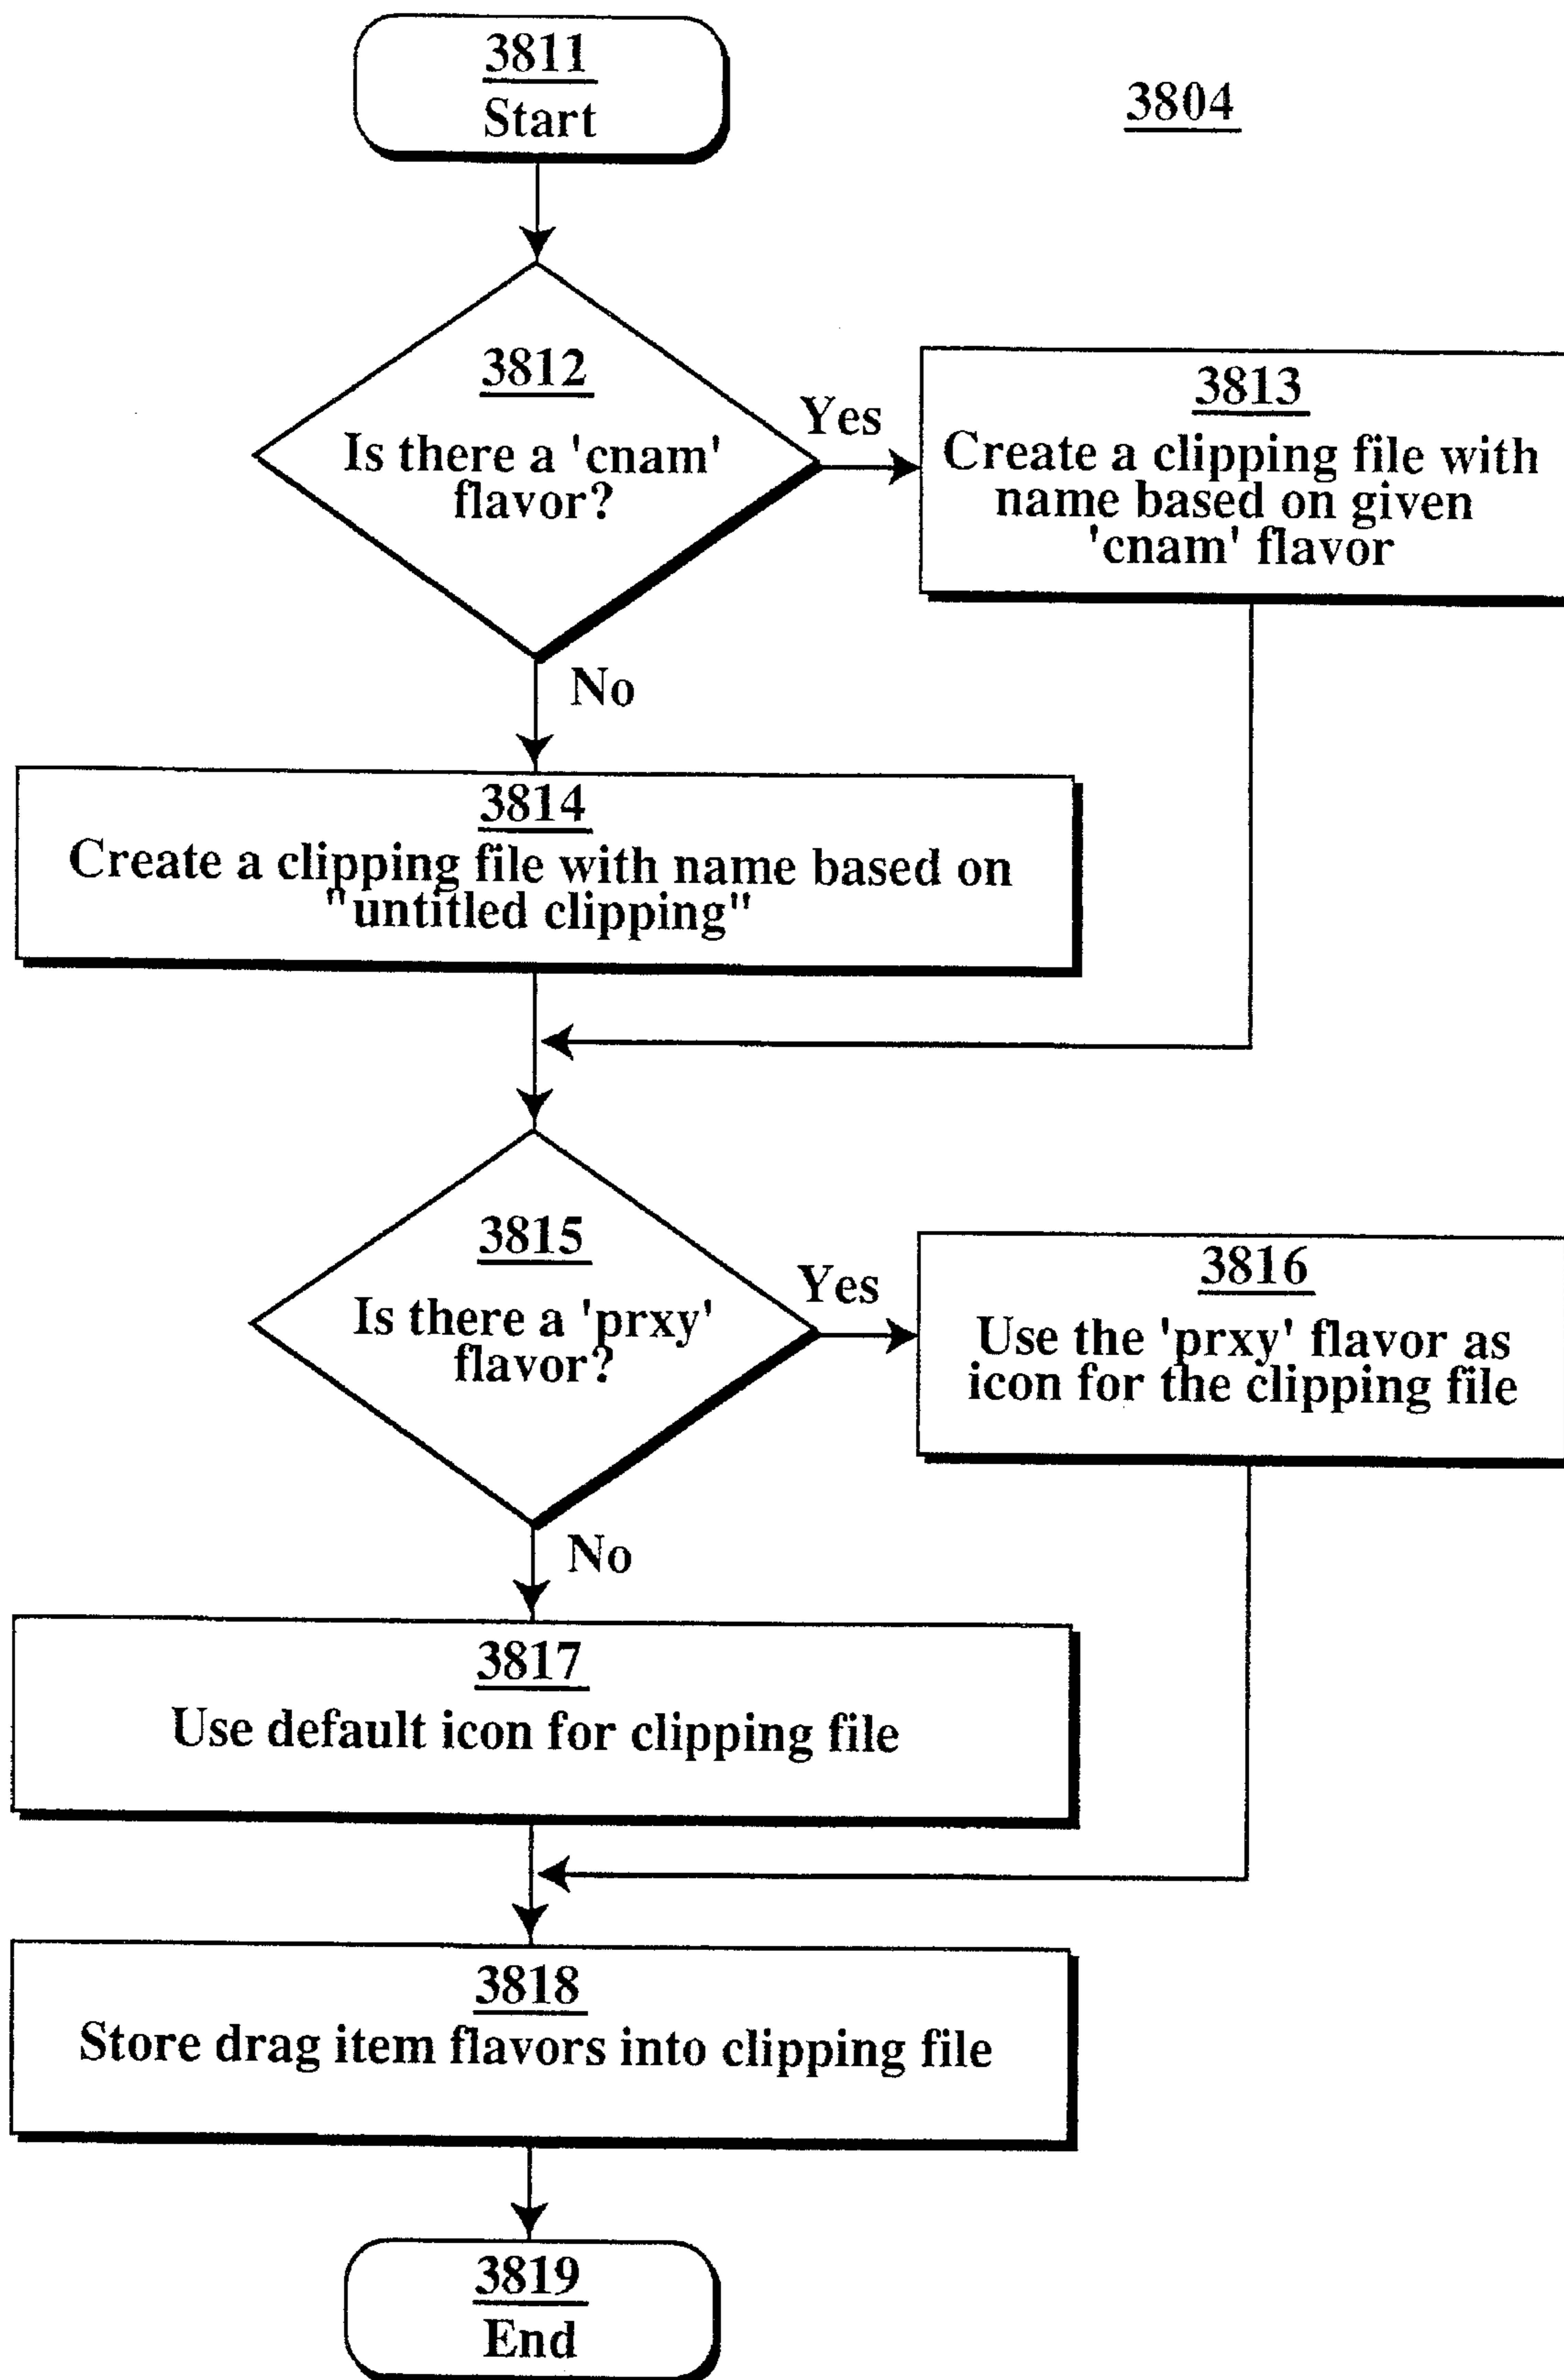 3811
Start
3804
3812
Is there a 'cnam'
flavor?
Yes
3813
Create a clipping file with
name based on given
'cnam' flavor
No
3814
Create a clipping file with name based on
"untitled clipping"
3815
Is there a 'prxy'
flavor?
Yes
3816
Use the 'prxy' flavor as
icon for the clipping file
No
3817
Use default icon for clipping file
3818
Store drag item flavors into clipping file
3819
End